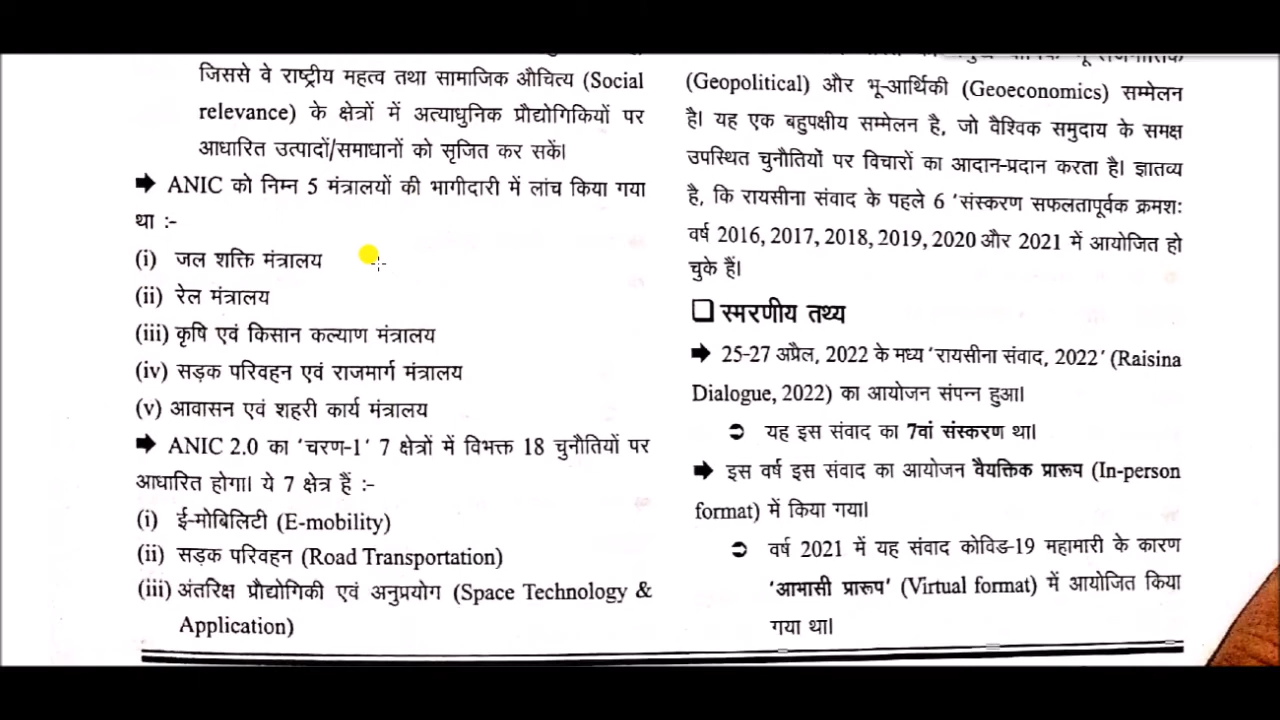 जिससे वे राष्ट्रीय महत्व तथा सामाजिक औचित्य (Social
relevance) के क्षेत्रों में अत्याधुनिक प्रौद्योगिकियों पर
आधारित उत्पादों/समाधानों को सृजित कर सकें।
➡ ANIC को निम्न 5 मंत्रालयों की भागीदारी में लांच किया गया
था :-
(i) जल शक्ति मंत्रालय
(ii) रेल मंत्रालय
(iii) कृषि एवं किसान कल्याण मंत्रालय
(iv) सड़क परिवहन एवं राजमार्ग मंत्रालय
(v) आवासन एवं शहरी कार्य मंत्रालय
➡ ANIC 2.0 का 'चरण-1' 7 क्षेत्रों में विभक्त 18 चुनौतियों पर
आधारित होगा। ये 7 क्षेत्र हैं :-
(i) ई-मोबिलिटी (E-mobility)
(ii) सड़क परिवहन (Road Transportation)
(iii) अंतरिक्ष प्रौद्योगिकी एवं अनुप्रयोग (Space Technology &
Application)
(Geopolitical) और भू-आर्थिकी (Geoeconomics) सम्मेलन
है। यह एक बहुपक्षीय सम्मेलन है, जो वैश्विक समुदाय के समक्ष
उपस्थित चुनौतियों पर विचारों का आदान-प्रदान करता है। ज्ञातव्य
है, कि रायसीना संवाद के पहले 6 'संस्करण सफलतापूर्वक क्रमशः
वर्ष 2016, 2017, 2018, 2019, 2020 और 2021 में आयोजित हो
चुके हैं।
❑ स्मरणीय तथ्य
➡ 25-27 अप्रैल, 2022 के मध्य 'रायसीना संवाद, 2022' (Raisina
Dialogue, 2022) का आयोजन संपन्न हुआ।
➲ यह इस संवाद का 7वां संस्करण था।
➡ इस वर्ष इस संवाद का आयोजन वैयक्तिक प्रारूप (In-person
format) में किया गया।
➲ वर्ष 2021 में यह संवाद कोविड-19 महामारी के कारण
'आभासी प्रारूप' (Virtual format) में आयोजित किया
गया था।